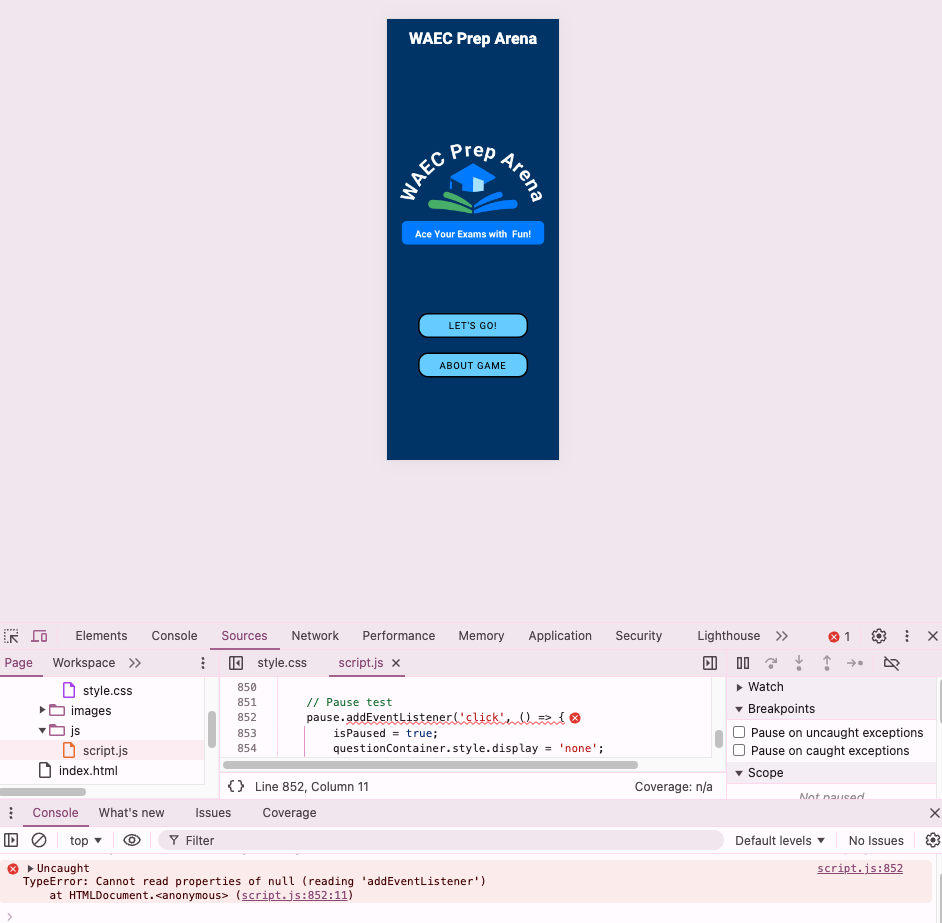 WAEC Prep Arena
WAEC Prep Arena
Ace Your Exams with Fun!
LET'S GO!
ABOUT GAME
Elements Console Sources Network Performance Memory Application Security Lighthouse 1
Page Workspace
style.css script.js
style.css
images
js
script.js
index.html
850
851 // Pause test
852 pause.addEventListener('click', () => {
853 isPaused = true;
854 questionContainer.style.display = 'none';
{ } Line 852, Column 11 Coverage: n/a
Watch
Breakpoints
Pause on uncaught exceptions
Pause on caught exceptions
Scope
Not paused
Console What's new Issues Coverage
top Filter Default levels No Issues
Uncaught script.js:852
TypeError: Cannot read properties of null (reading 'addEventListener')
at HTMLDocument.<anonymous> (script.js:852:11)